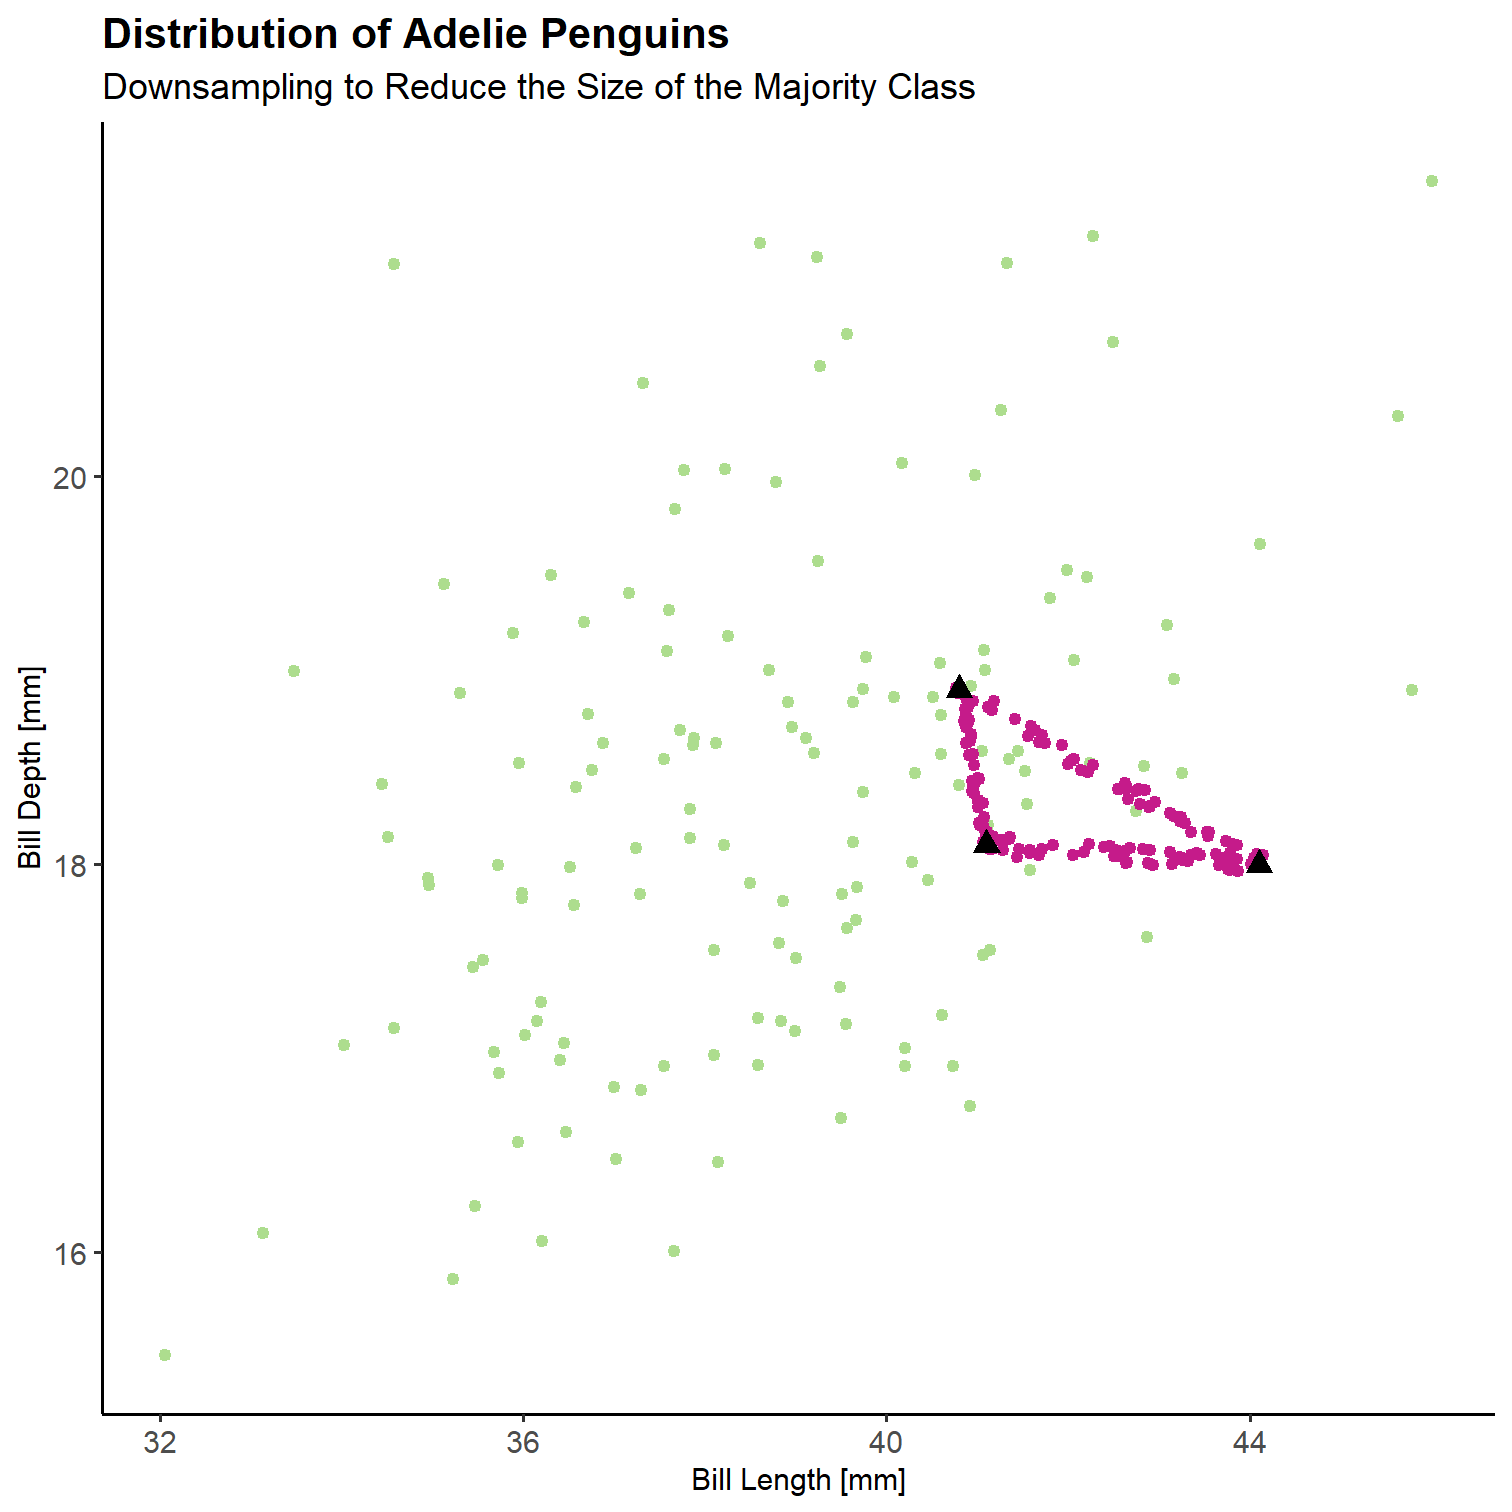 Distribution of Adelie Penguins
Downsampling to Reduce the Size of the Majority Class
Bill Depth [mm]
20
18
16
32 36 40 44
Bill Length [mm]